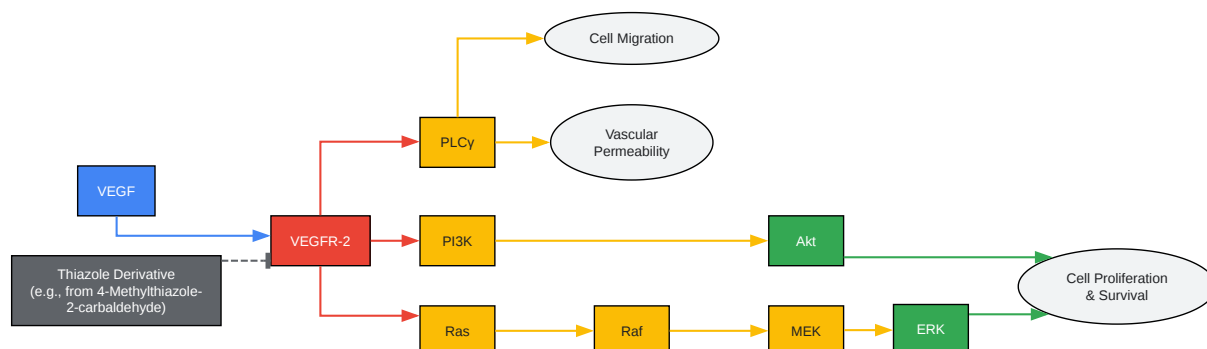 Cell Migration
PLCγ
Vascular
Permeability
VEGF
VEGFR-2
PI3K
Akt
Thiazole Derivative
(e.g., from 4-Methylthiazole-
2-carbaldehyde)
Cell Proliferation
& Survival
Ras
Raf
MEK
ERK